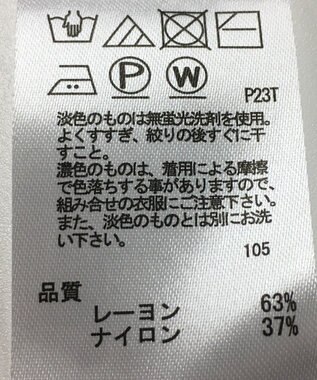 P W
P23T
淡色のものは無蛍光洗剤を使用。
よくすすぎ、絞りの後すぐに干
すこと。
濃色のものは、着用による摩擦
で色落ちする事がありますので、
組み合せの衣服にご注意下さい。
また、淡色のものとは別にお洗
い下さい。
105
品質
レーヨン 63%
ナイロン 37%